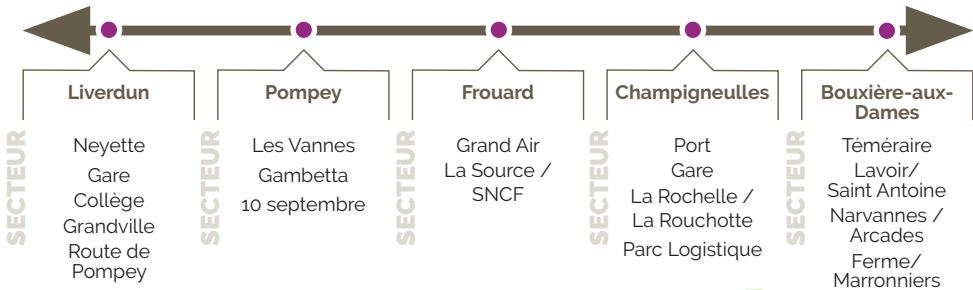 SECTEUR
Liverdun
Neyette
Gare
Collège
Grandville
Route de
Pompey
SECTEUR
Pompey
Les Vannes
Gambetta
10 septembre
SECTEUR
Frouard
Grand Air
La Source /
SNCF
SECTEUR
Champigneulles
Port
Gare
La Rochelle /
La Rouchotte
Parc Logistique
SECTEUR
Bouxière-aux-
Dames
Téméraire
Lavoir/
Saint Antoine
Narvannes /
Arcades
Ferme/
Marronniers